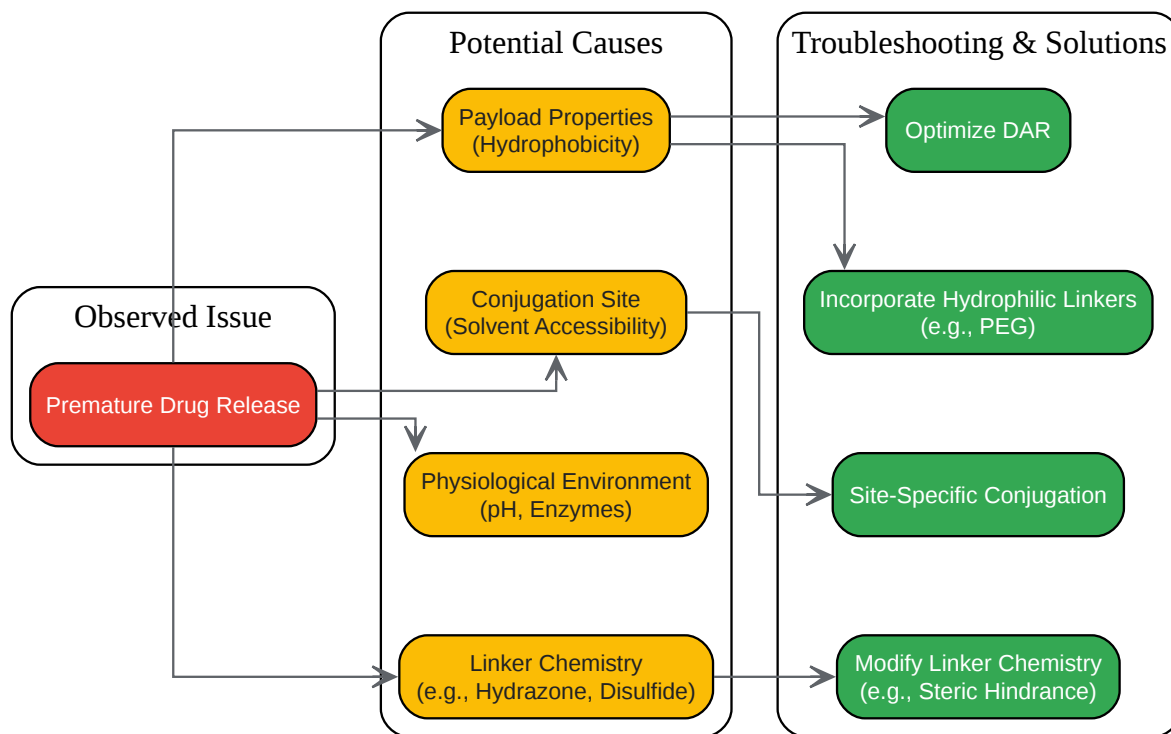 Potential Causes
Troubleshooting & Solutions
Payload Properties
(Hydrophobicity)
Optimize DAR
Conjugation Site
(Solvent Accessibility)
Incorporate Hydrophilic Linkers
(e.g., PEG)
Observed Issue
Premature Drug Release
Physiological Environment
(pH, Enzymes)
Site-Specific Conjugation
Linker Chemistry
(e.g., Hydrazone, Disulfide)
Modify Linker Chemistry
(e.g., Steric Hindrance)